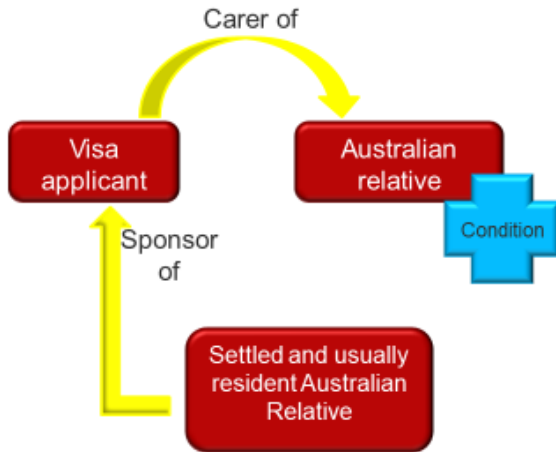 Carer of
Visa
applicant
Australian
relative
Condition
Sponsor
of
Settled and usually
resident Australian
Relative